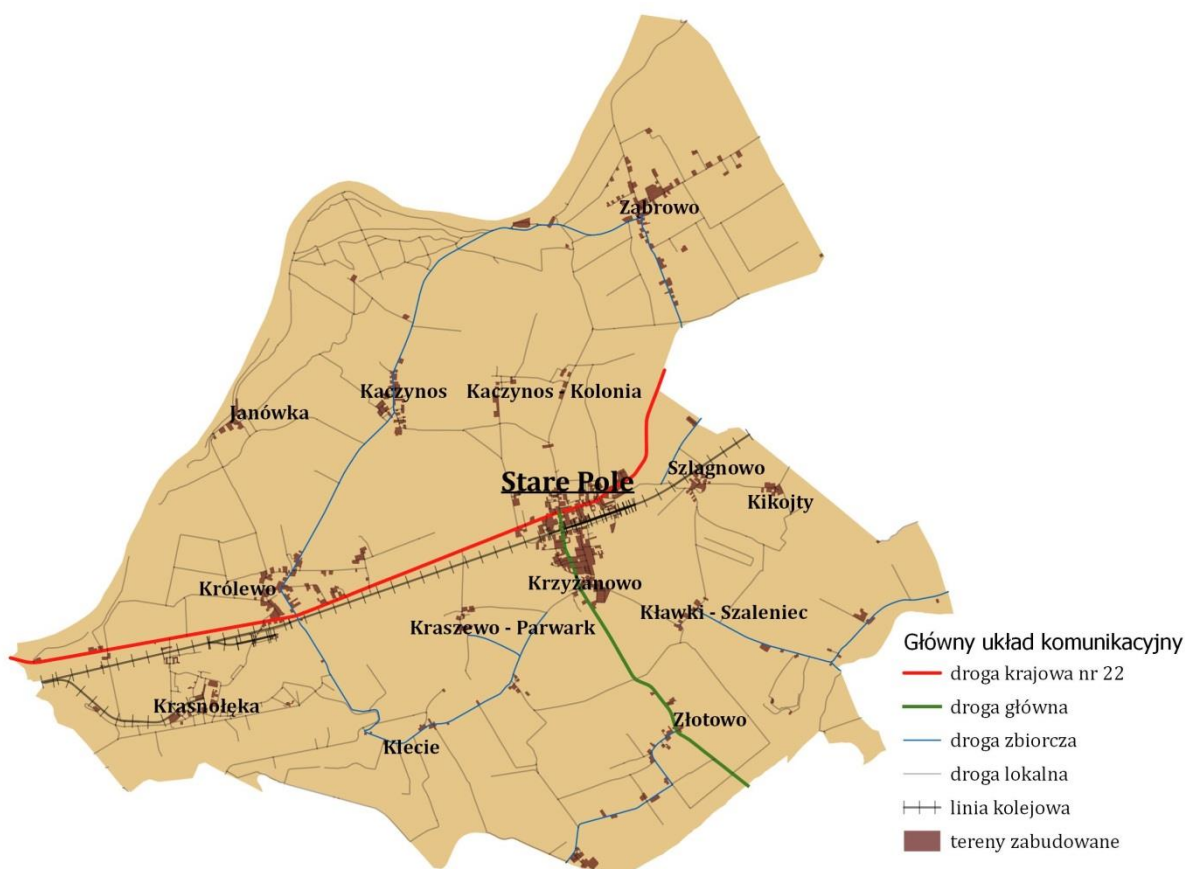 Ząbrowo
Kaczynos
Kaczynos - Kolonia
Janówka
Stare Pole
Szlagnowo
Kikojty
Królewo
Krzyżanowo
Kraszewo - Parwark
Kławki - Szaleniec
Krasnołęka
Klecie
Złotowo
Główny układ komunikacyjny
droga krajowa nr 22
droga główna
droga zbiorcza
droga lokalna
linia kolejowa
tereny zabudowane